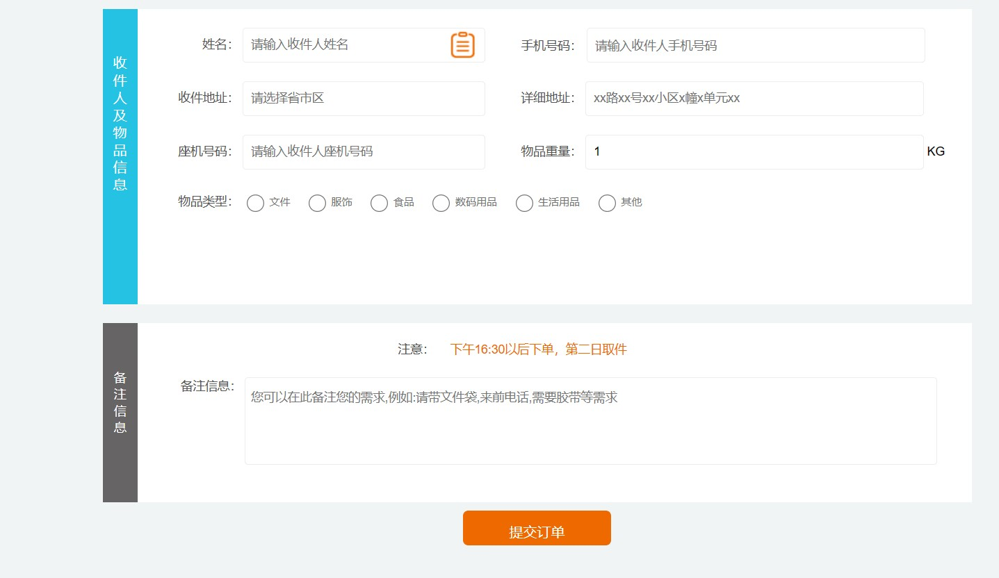 收件人及物品信息
姓名： 请输入收件人姓名 手机号码： 请输入收件人手机号码
收件地址： 请选择省市区 详细地址： xx路xx号xx小区x幢x单元xx
座机号码： 请输入收件人座机号码 物品重量： 1 KG
物品类型： 文件 服饰 食品 数码用品 生活用品 其他
备注信息
注意： 下午16:30以后下单，第二日取件
备注信息： 您可以在此备注您的需求,例如:请带文件袋,来前电话,需要胶带等需求
提交订单